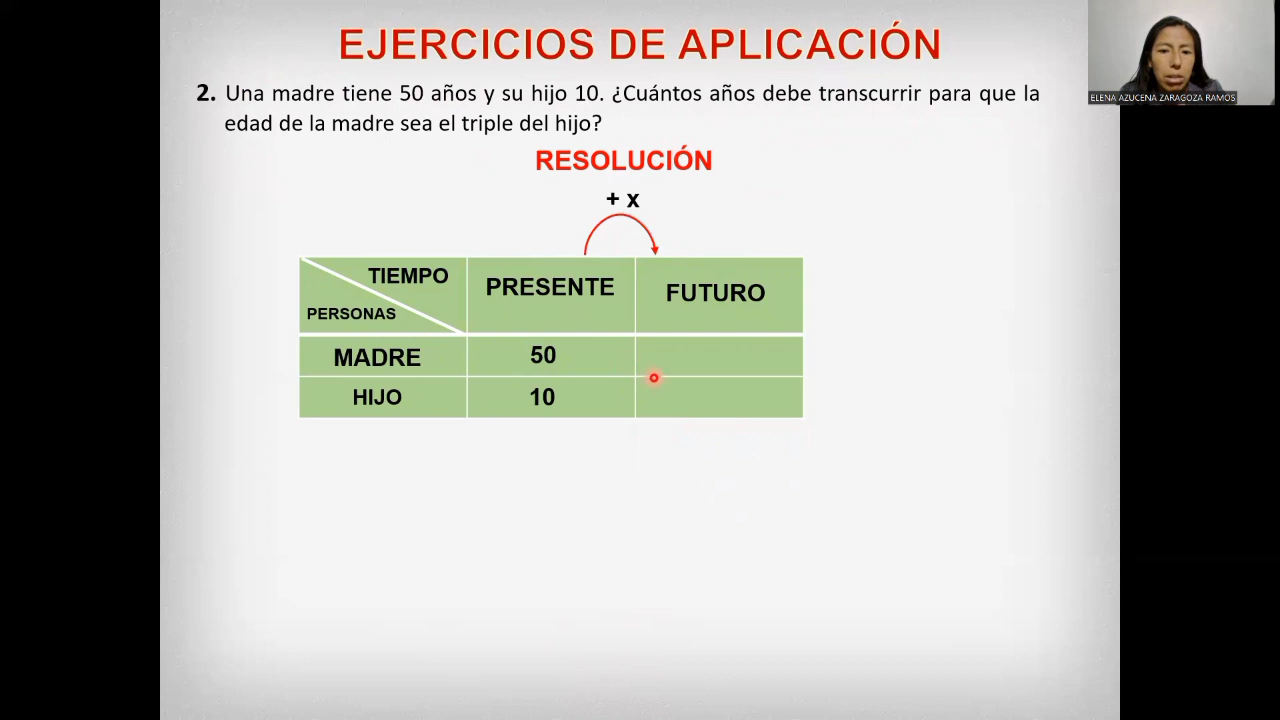 EJERCICIOS DE APLICACIÓN
ELENA AZUCENA ZARAGOZA RAMOS
2. Una madre tiene 50 años y su hijo 10. ¿Cuántos años debe transcurrir para que la
edad de la madre sea el triple del hijo?
RESOLUCIÓN
+ x
TIEMPO
PERSONAS
PRESENTE
FUTURO
MADRE
50
HIJO
10